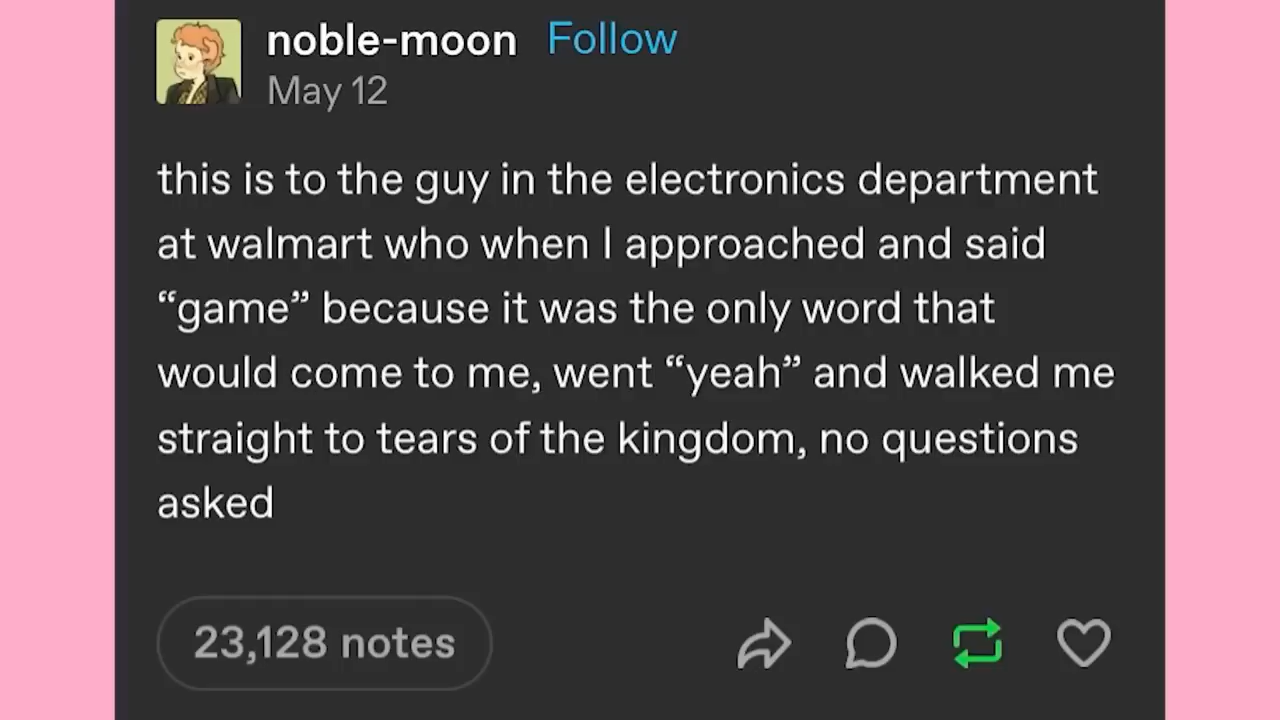 noble-moon Follow
May 12
this is to the guy in the electronics department
at walmart who when I approached and said
“game” because it was the only word that
would come to me, went “yeah” and walked me
straight to tears of the kingdom, no questions
asked
23,128 notes